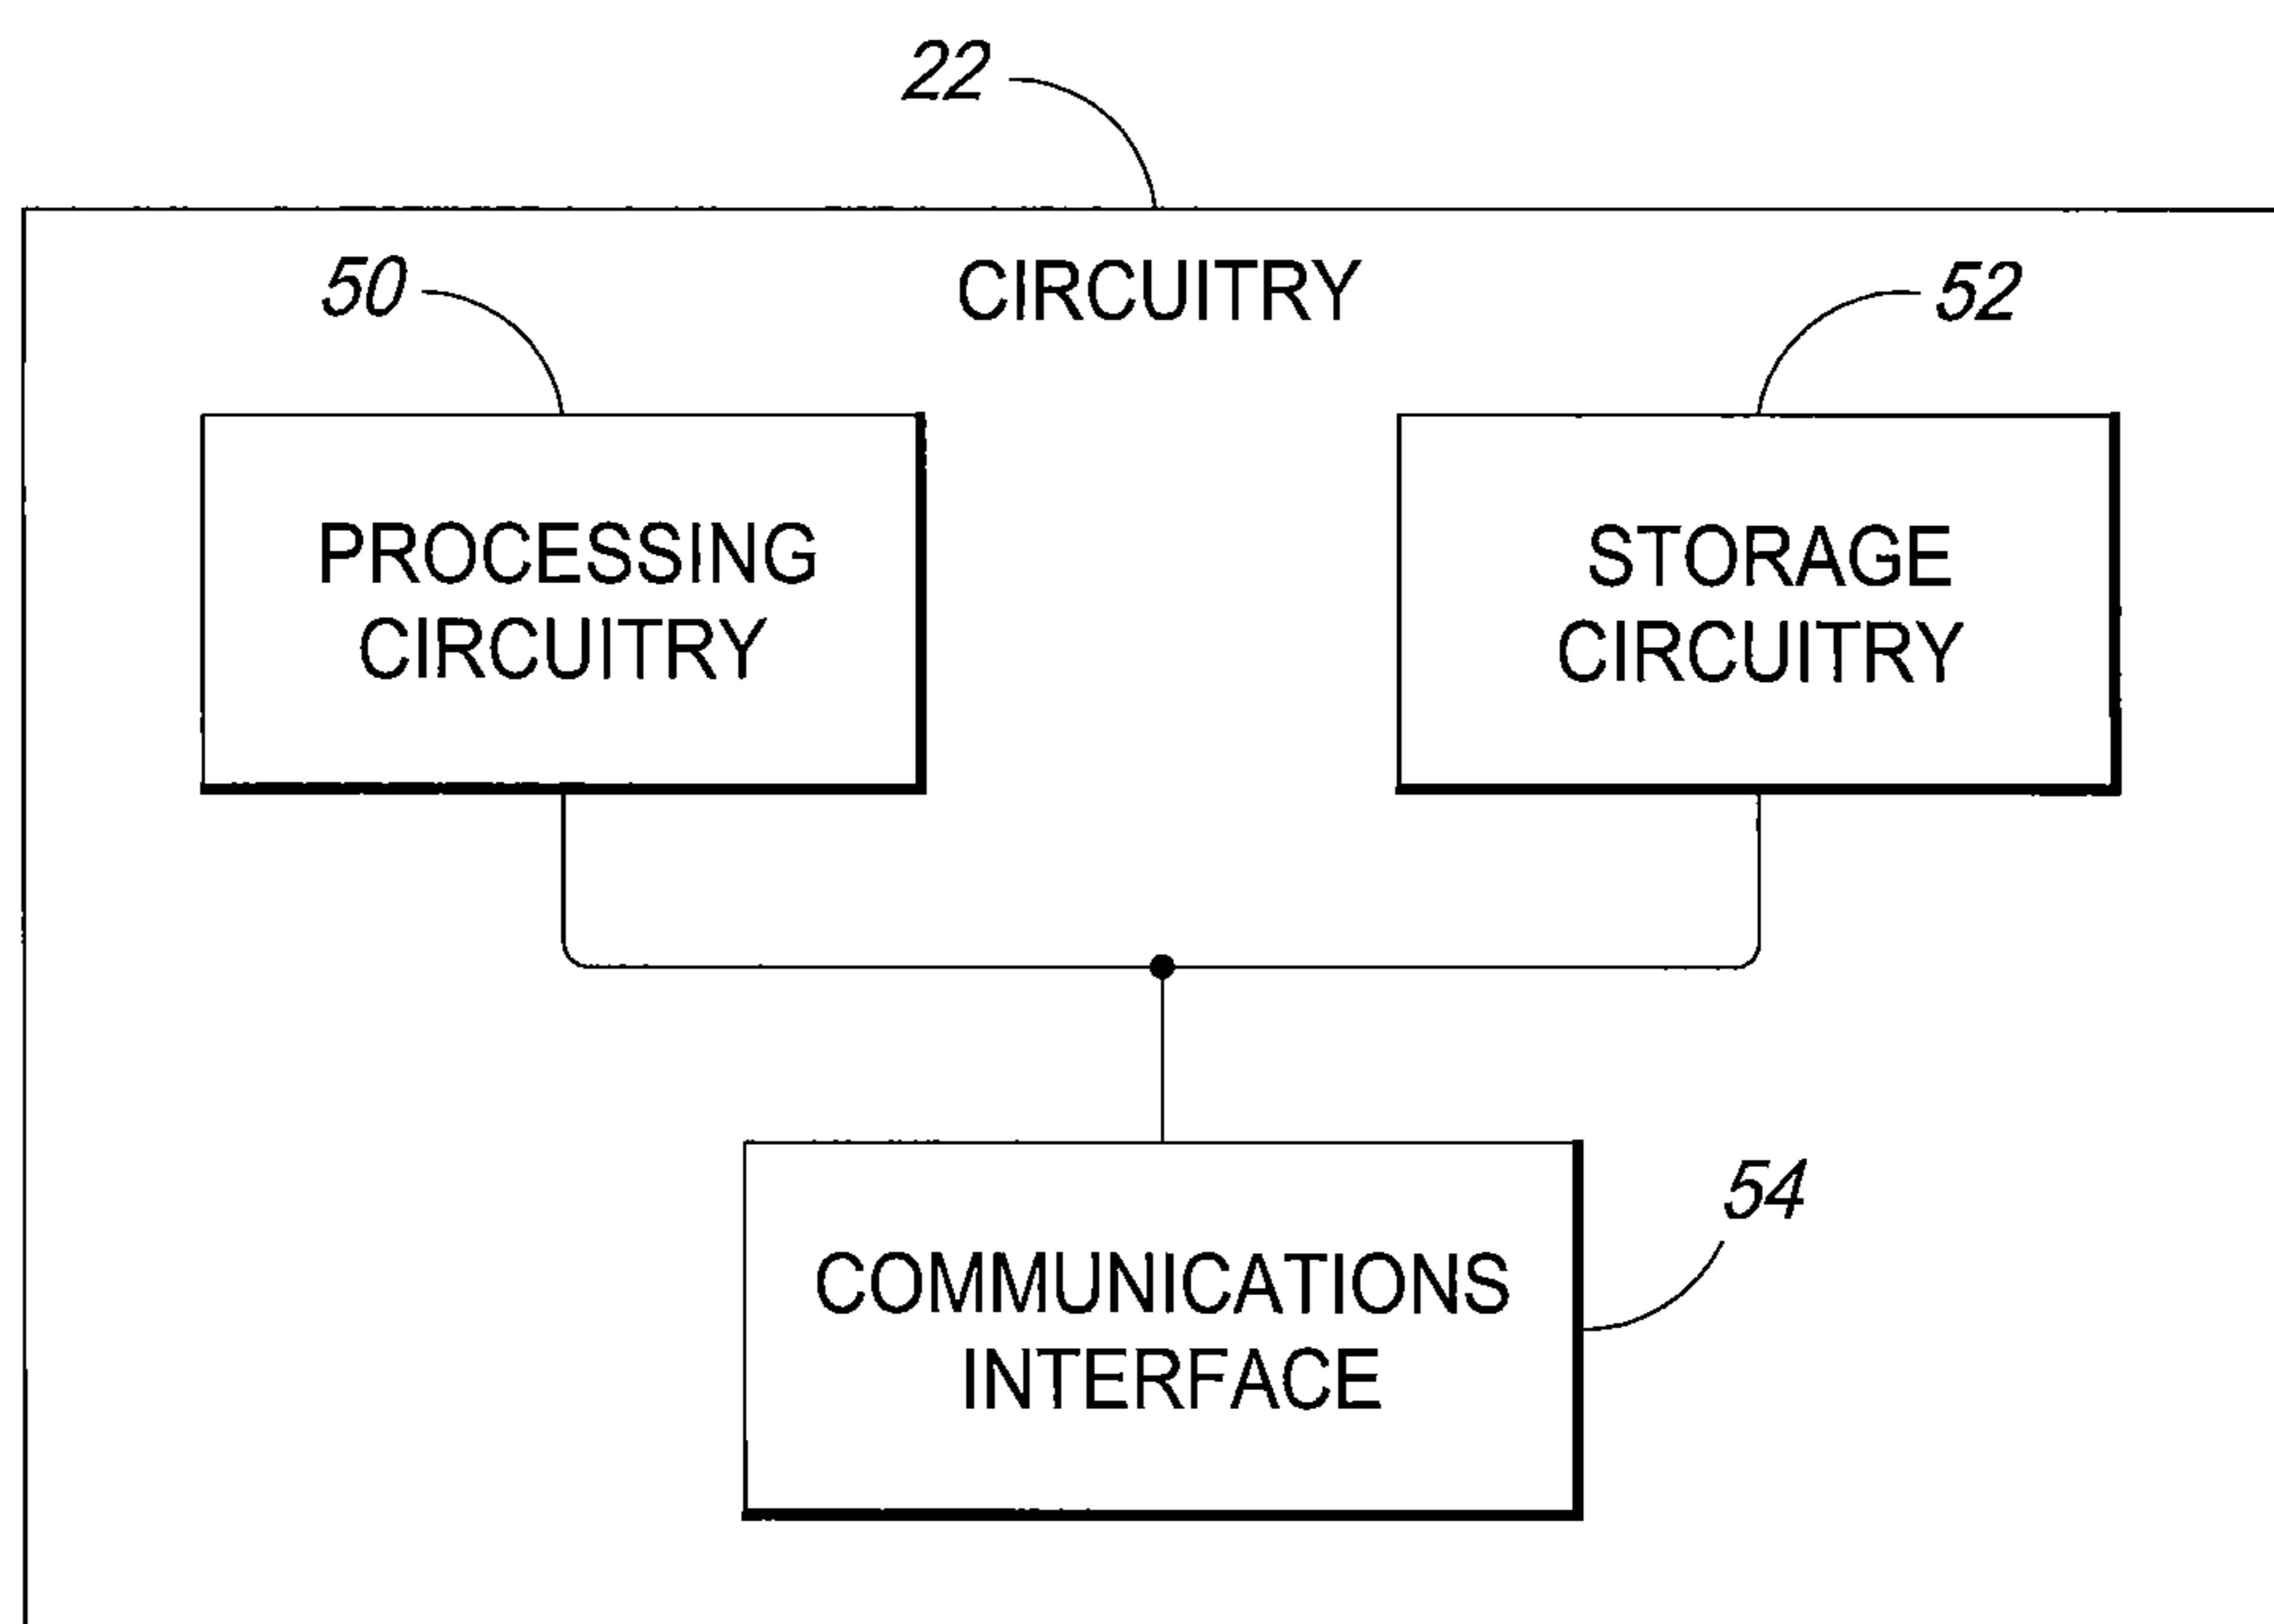 22
CIRCUITRY
50
52
PROCESSING
CIRCUITRY
STORAGE
CIRCUITRY
54
COMMUNICATIONS
INTERFACE